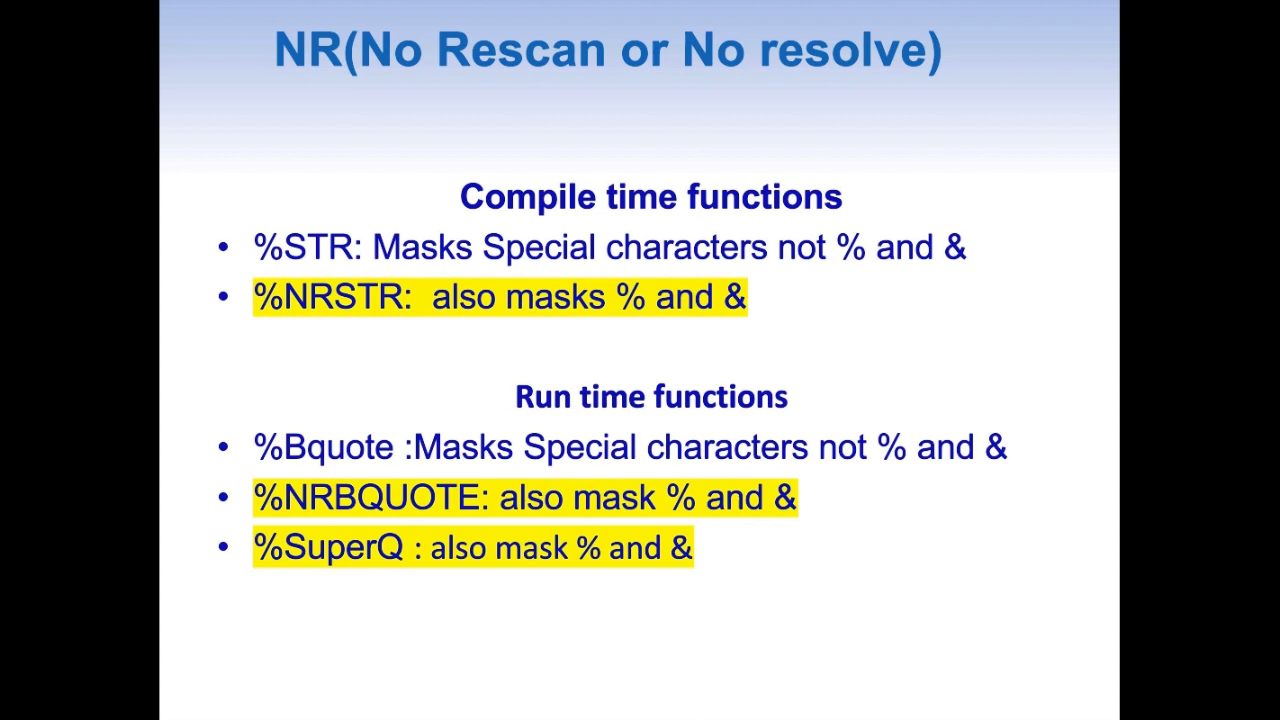 NR(No Rescan or No resolve)
Compile time functions
• %STR: Masks Special characters not % and &
• %NRSTR:  also masks % and &
Run time functions
• %Bquote :Masks Special characters not % and &
• %NRBQUOTE: also mask % and &
• %SuperQ : also mask % and &